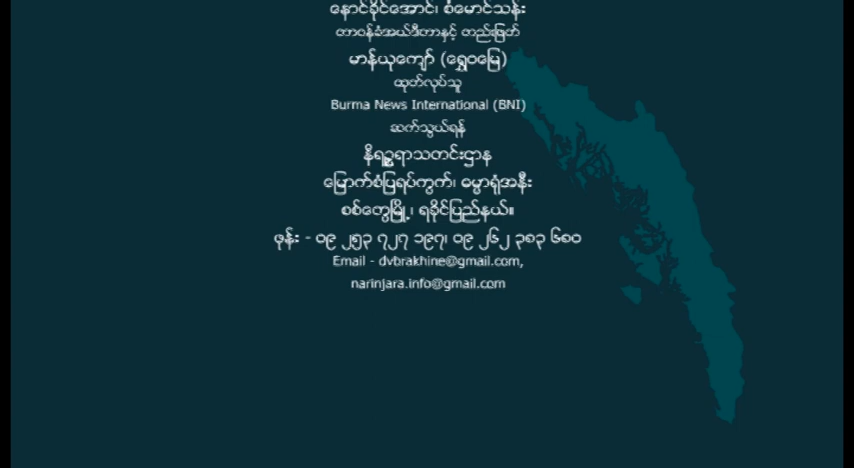 နောင်ခိုင်အောင်၊ စံမောင်သန်း
တာဝန်ခံအယ်ဒီတာနှင့် တည်းဖြတ်
မာန်ယုကျော် (ရွှေဝမြေ)
ထုတ်လုပ်သူ
Burma News International (BNI)
ဆက်သွယ်ရန်
နိရဉ္စရာသတင်းဌာန
မြောက်စံပြရပ်ကွက်၊ ဓမ္မာရုံအနီး
စစ်တွေမြို့၊ ရခိုင်ပြည်နယ်။
ဖုန်း - ၀၉ ၂၅၃ ၇၂၇ ၁၉၇၊ ၀၉ ၂၆၂ ၃၈၃ ၆၈၀
Email - dvbrakhine@gmail.com,
narinjara.info@gmail.com